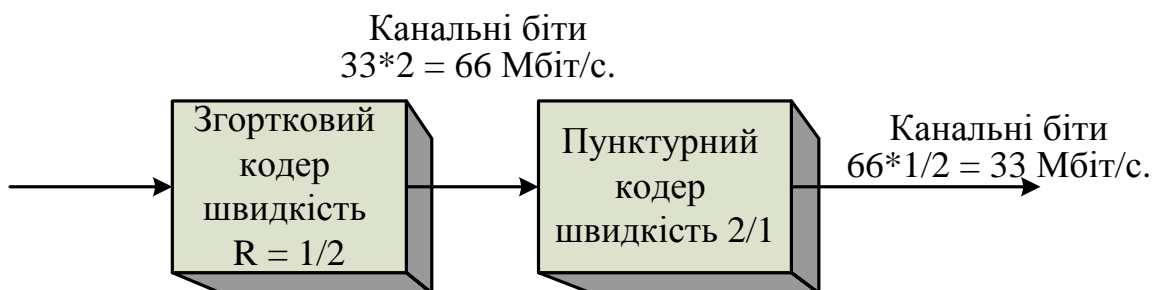 Канальні біти
33*2 = 66 Мбіт/с.
Згортковий
кодер
швидкість
R = 1/2
Пунктурний
кодер
швидкість 2/1
Канальні біти
66*1/2 = 33 Мбіт/с.